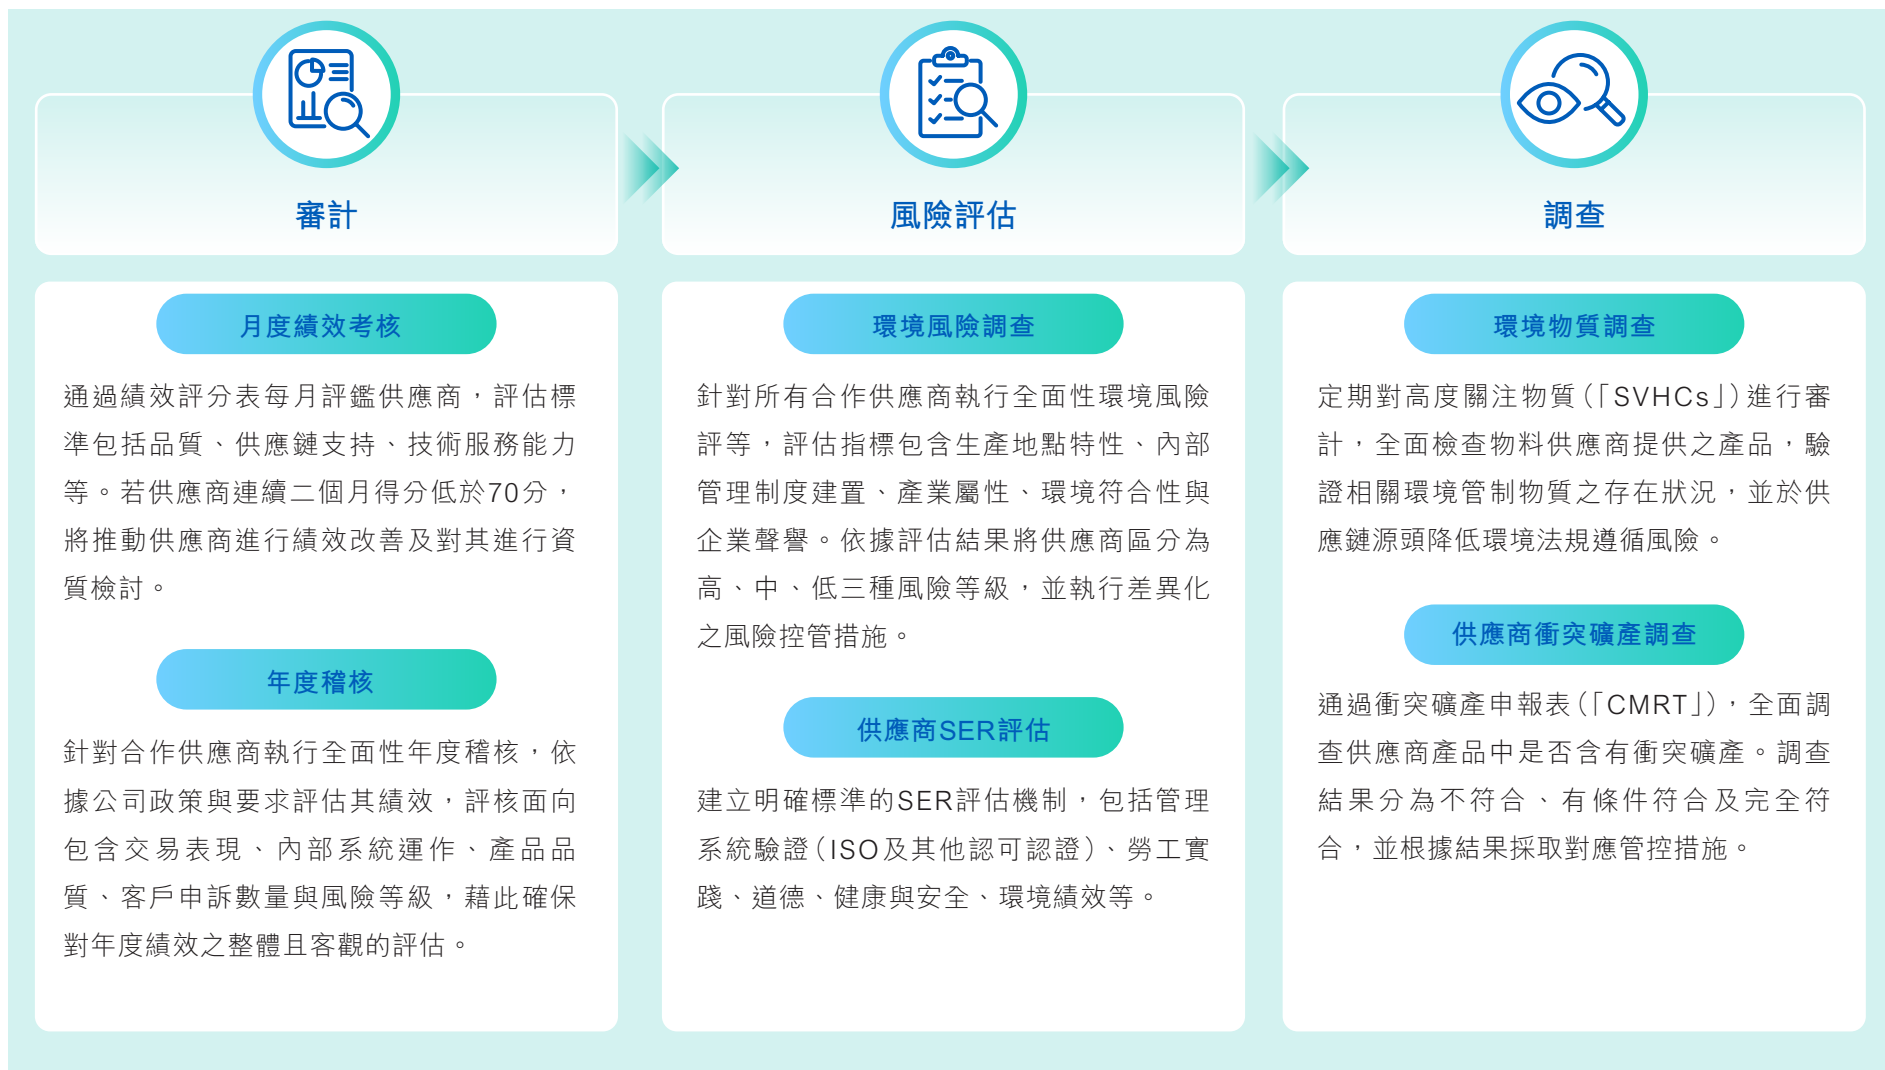 審計
月度績效考核
通過績效評分表每月評鑑供應商，評估標
準包括品質、供應鏈支持、技術服務能力
等。若供應商連續二個月得分低於70分，
將推動供應商進行績效改善及對其進行資
質檢討。
年度稽核
針對合作供應商執行全面性年度稽核，依
據公司政策與要求評估其績效，評核面向
包含交易表現、內部系統運作、產品品
質、客戶申訴數量與風險等級，藉此確保
對年度績效之整體且客觀的評估。
風險評估
環境風險調查
針對所有合作供應商執行全面性環境風險
評等，評估指標包含生產地點特性、內部
管理制度建置、產業屬性、環境符合性與
企業聲譽。依據評估結果將供應商區分為
高、中、低三種風險等級，並執行差異化
之風險控管措施。
供應商SER評估
建立明確標準的SER評估機制，包括管理
系統驗證（ISO及其他認可認證）、勞工實
踐、道德、健康與安全、環境績效等。
調查
環境物質調查
定期對高度關注物質（「SVHCs」）進行審
計，全面檢查物料供應商提供之產品，驗
證相關環境管制物質之存在狀況，並於供
應鏈源頭降低環境法規遵循風險。
供應商衝突礦產調查
通過衝突礦產申報表（「CMRT」），全面調
查供應商產品中是否含有衝突礦產。調查
結果分為不符合、有條件符合及完全符
合，並根據結果採取對應管控措施。